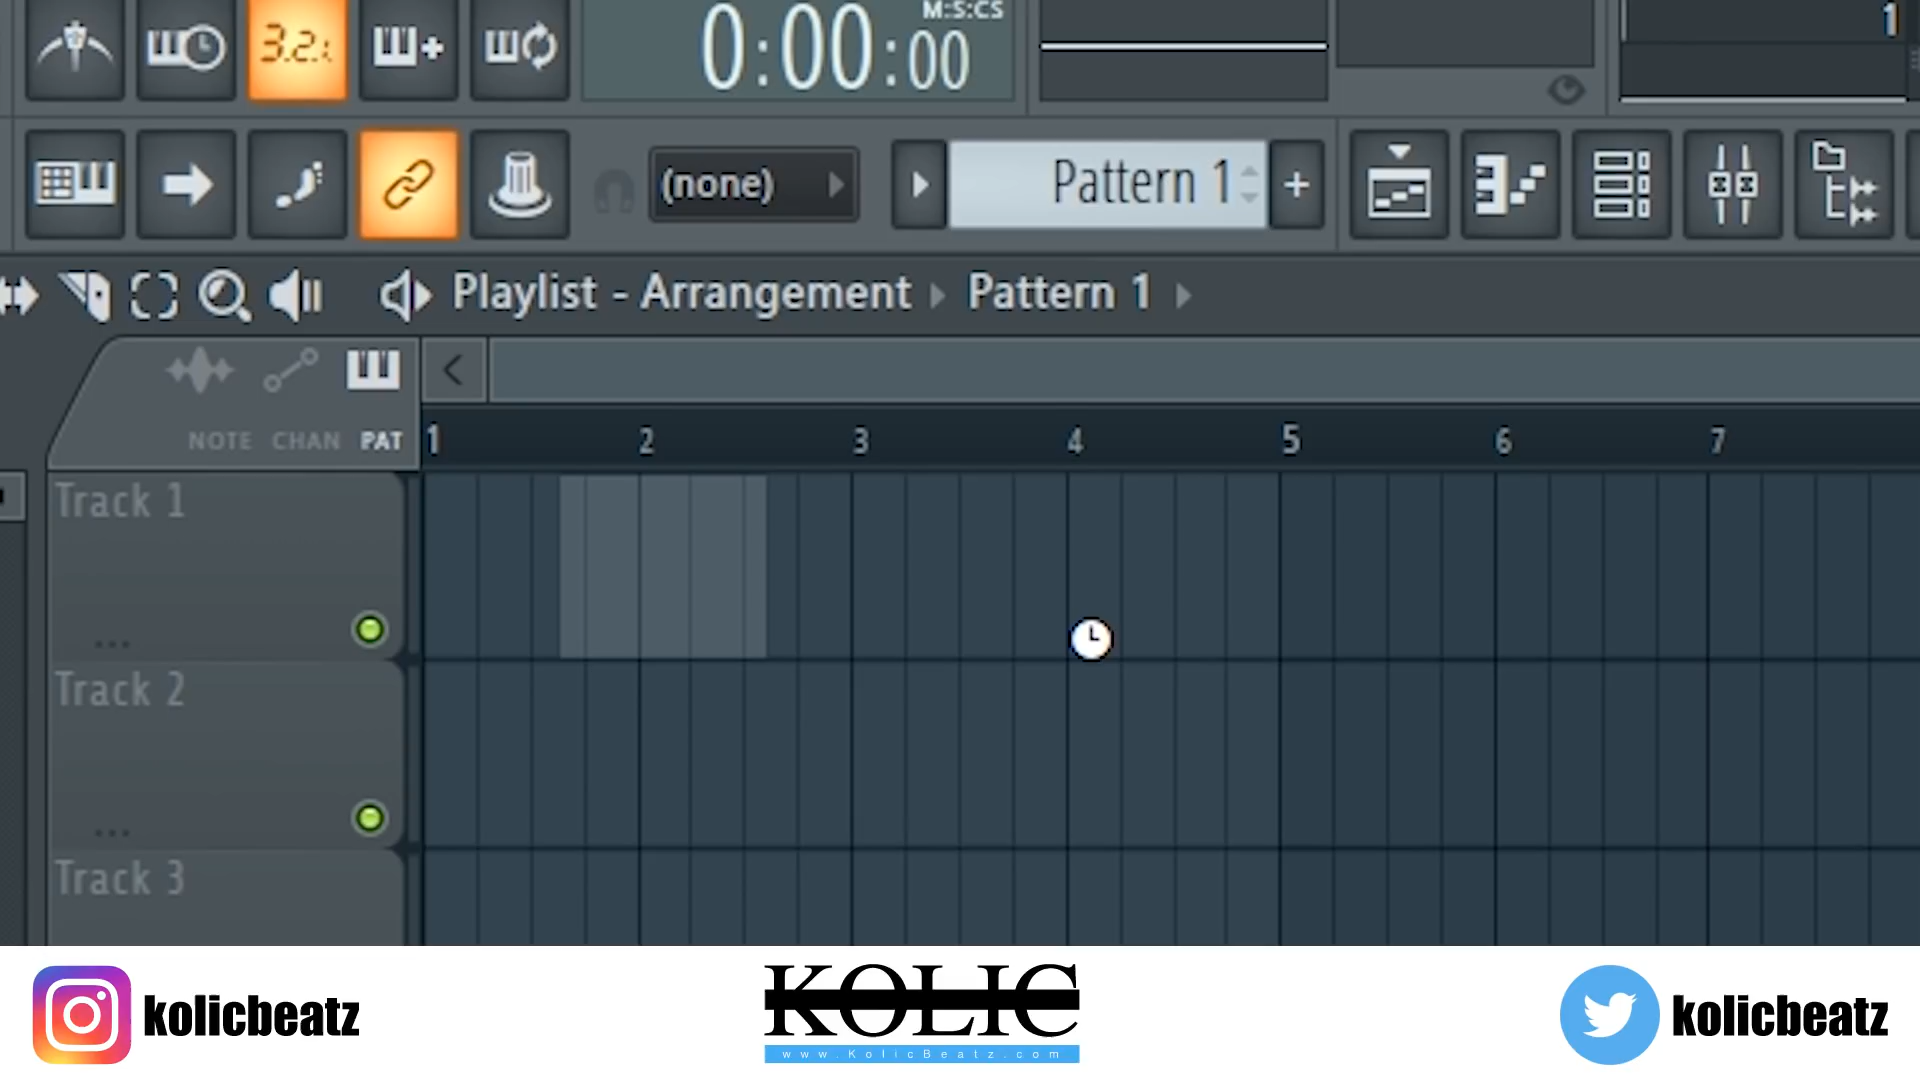 M:S:CS
3.2:
0:00:00
1
(none)
Pattern 1
+
Playlist - Arrangement
Pattern 1
NOTE CHAN PAT
1 2 3 4 5 6 7
Track 1
...
Track 2
...
Track 3
kolicbeatz
KOLIC
www.KolicBeatz.com
kolicbeatz